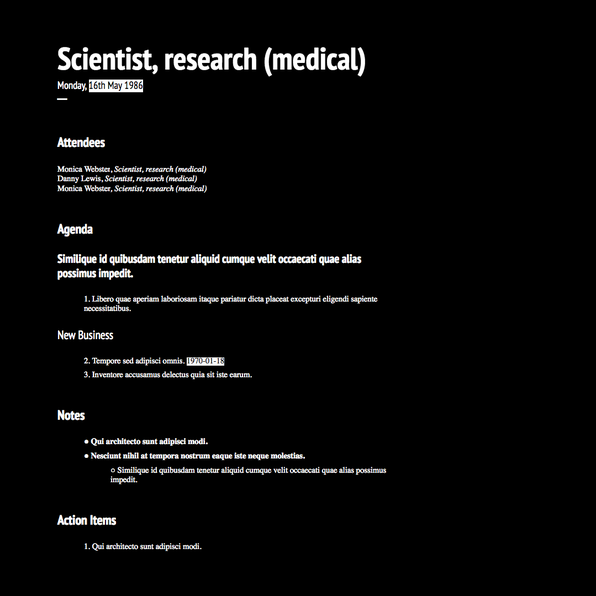 Scientist, research (medical)
Monday, 16th May 1986
Attendees
Monica Webster, Scientist, research (medical)
Danny Lewis, Scientist, research (medical)
Monica Webster, Scientist, research (medical)
Agenda
Similique id quibusdam tenetur aliquid cumque velit occaecati quae alias
possimus impedit.
1. Libero quae aperiam laboriosam itaque pariatur dicta placeat excepturi eligendi sapiente
necessitatibus.
New Business
2. Tempore sed adipisci omnis. 1970-01-18
3. Inventore accusamus delectus quia sit iste earum.
Notes
● Qui architecto sunt adipisci modi.
● Nesciunt nihil at tempora nostrum eaque iste neque molestias.
○ Similique id quibusdam tenetur aliquid cumque velit occaecati quae alias possimus
impedit.
Action Items
1. Qui architecto sunt adipisci modi.